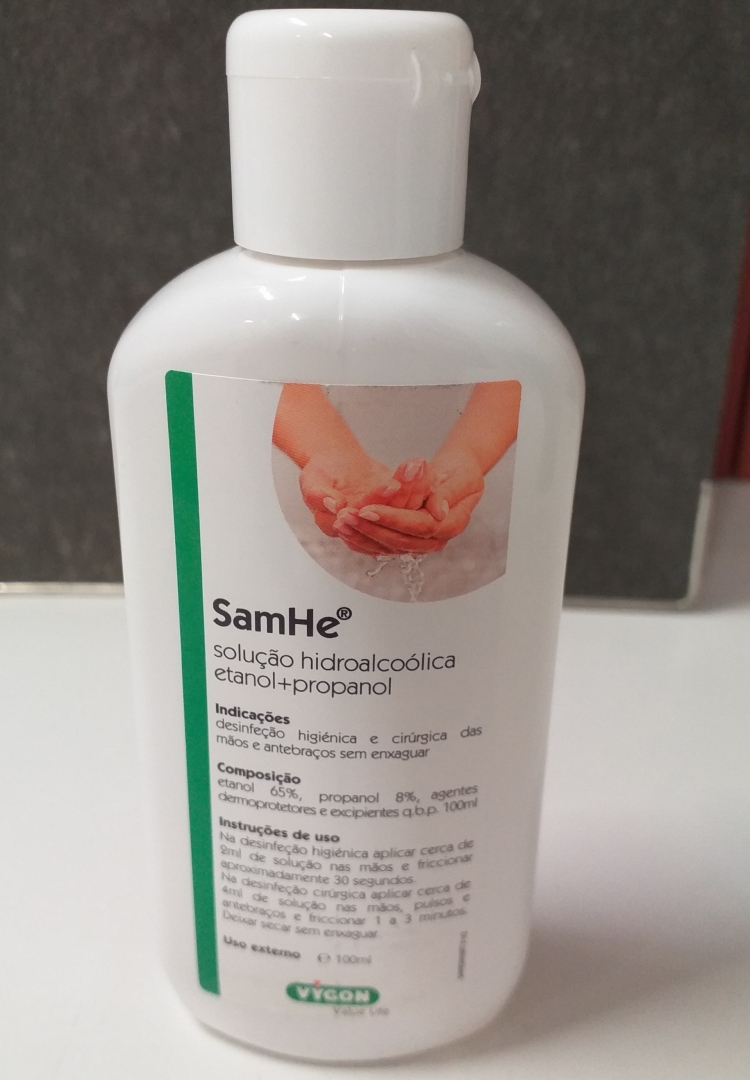 SamHe®
solução hidroalcoólica
etanol+propanol
Indicações
desinfeção higiénica e cirúrgica das
mãos e antebraços sem enxaguar
Composição
etanol 65%, propanol 8%, agentes
dermoprotetores e excipientes q.b.p. 100ml
Instruções de uso
Na desinfeção higiénica aplicar cerca de
2ml de solução nas mãos e friccionar
aproximadamente 30 segundos.
Na desinfeção cirúrgica aplicar cerca de
4ml de solução nas mãos, pulsos e
antebraços e friccionar 1 a 3 minutos.
Deixar secar sem enxaguar.
Uso externo ℮ 100ml
VYGON
Value Life